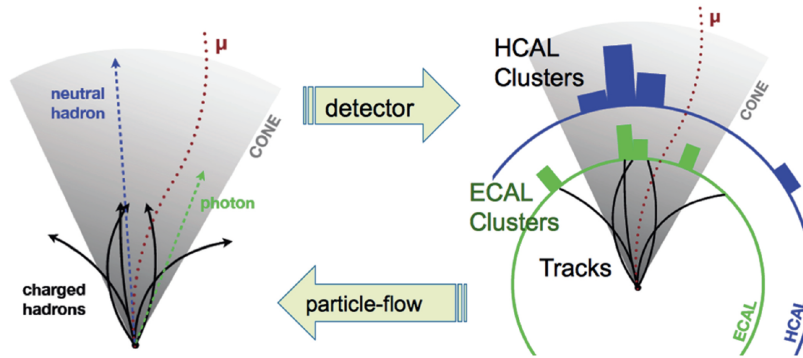 μ
neutral
hadron
CONE
photon
charged
hadrons
detector
particle-flow
μ
HCAL
Clusters
CONE
ECAL
Clusters
Tracks
ECAL
HCAL